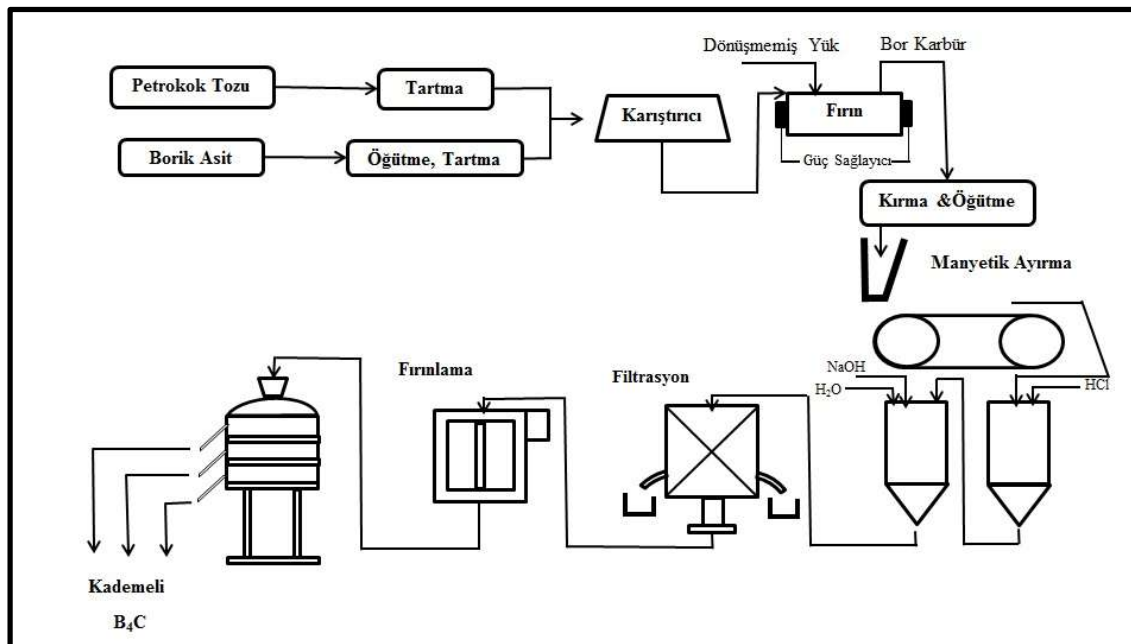 Dönüşmemiş Yük
Bor Karbür
Petrokok Tozu
Tartma
Karıştırıcı
Fırın
Borik Asit
Öğütme, Tartma
Güç Sağlayıcı
Kırma &Öğütme
Manyetik Ayırma
NaOH
H₂O
HCl
Fırınlama
Filtrasyon
Kademeli
B₄C